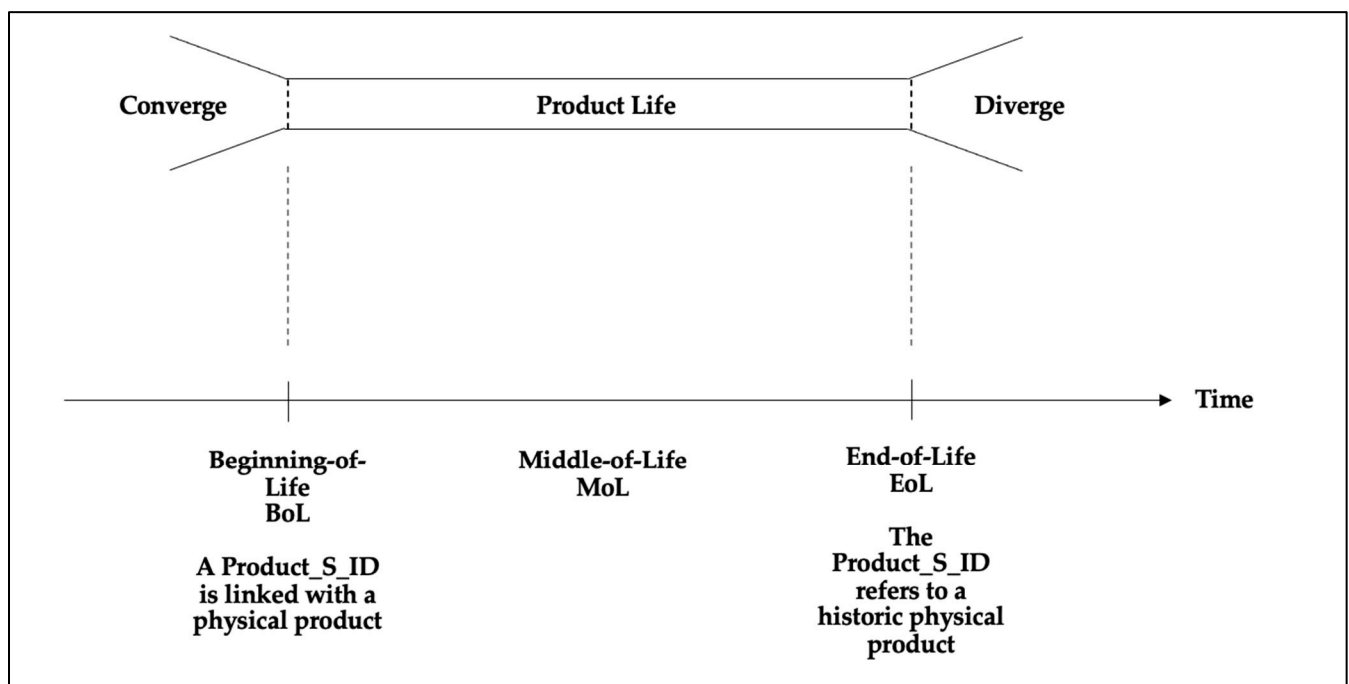 Converge
Product Life
Diverge
Time
Beginning-of-
Life
BoL
A Product_S_ID
is linked with a
physical product
Middle-of-Life
MoL
End-of-Life
EoL
The
Product_S_ID
refers to a
historic physical
product